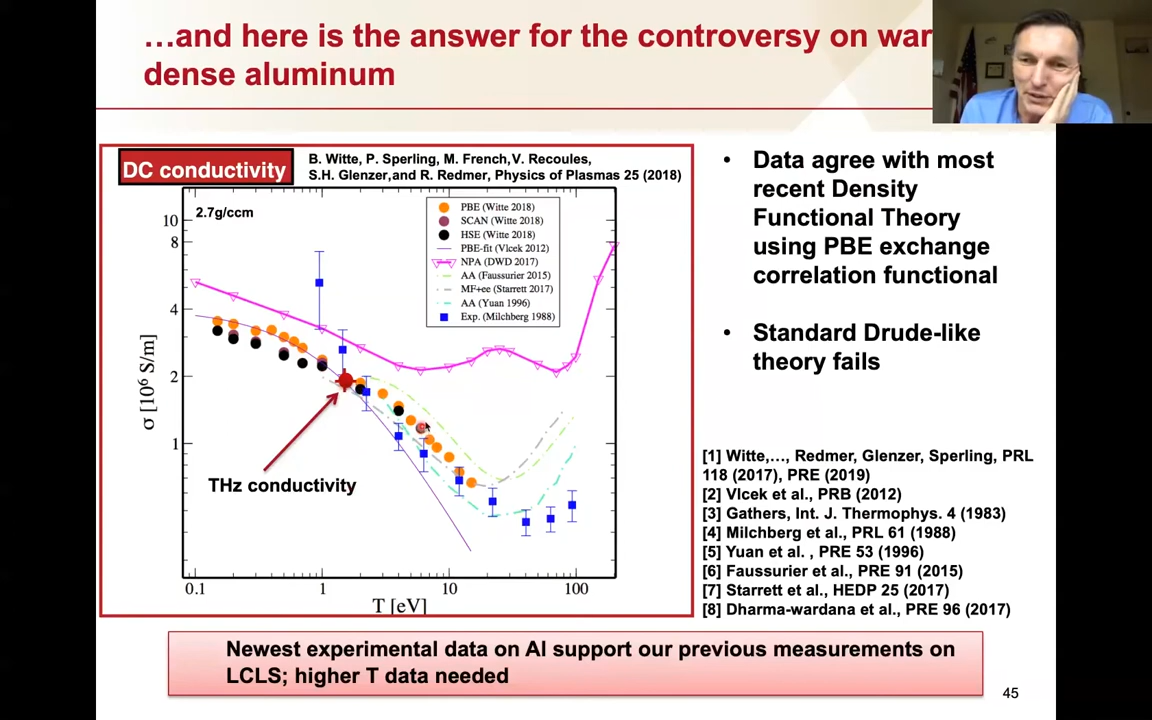 …and here is the answer for the controversy on war
dense aluminum
DC conductivity
B. Witte, P. Sperling, M. French,V. Recoules,
S.H. Glenzer,and R. Redmer, Physics of Plasmas 25 (2018)
2.7g/ccm
PBE (Witte 2018)
SCAN (Witte 2018)
HSE (Witte 2018)
PBE-fit (Vlcek 2012)
NPA (DWD 2017)
AA (Faussurier 2015)
MF+ee (Starrett 2017)
AA (Yuan 1996)
Exp. (Milchberg 1988)
10
8
4
2
1
σ [10⁶ S/m]
THz conductivity
0.1 1 10 100
T [eV]
• Data agree with most
recent Density
Functional Theory
using PBE exchange
correlation functional
• Standard Drude-like
theory fails
[1] Witte,…, Redmer, Glenzer, Sperling, PRL
118 (2017), PRE (2019)
[2] Vlcek et al., PRB (2012)
[3] Gathers, Int. J. Thermophys. 4 (1983)
[4] Milchberg et al., PRL 61 (1988)
[5] Yuan et al. , PRE 53 (1996)
[6] Faussurier et al., PRE 91 (2015)
[7] Starrett et al., HEDP 25 (2017)
[8] Dharma-wardana et al., PRE 96 (2017)
Newest experimental data on Al support our previous measurements on
LCLS; higher T data needed
45